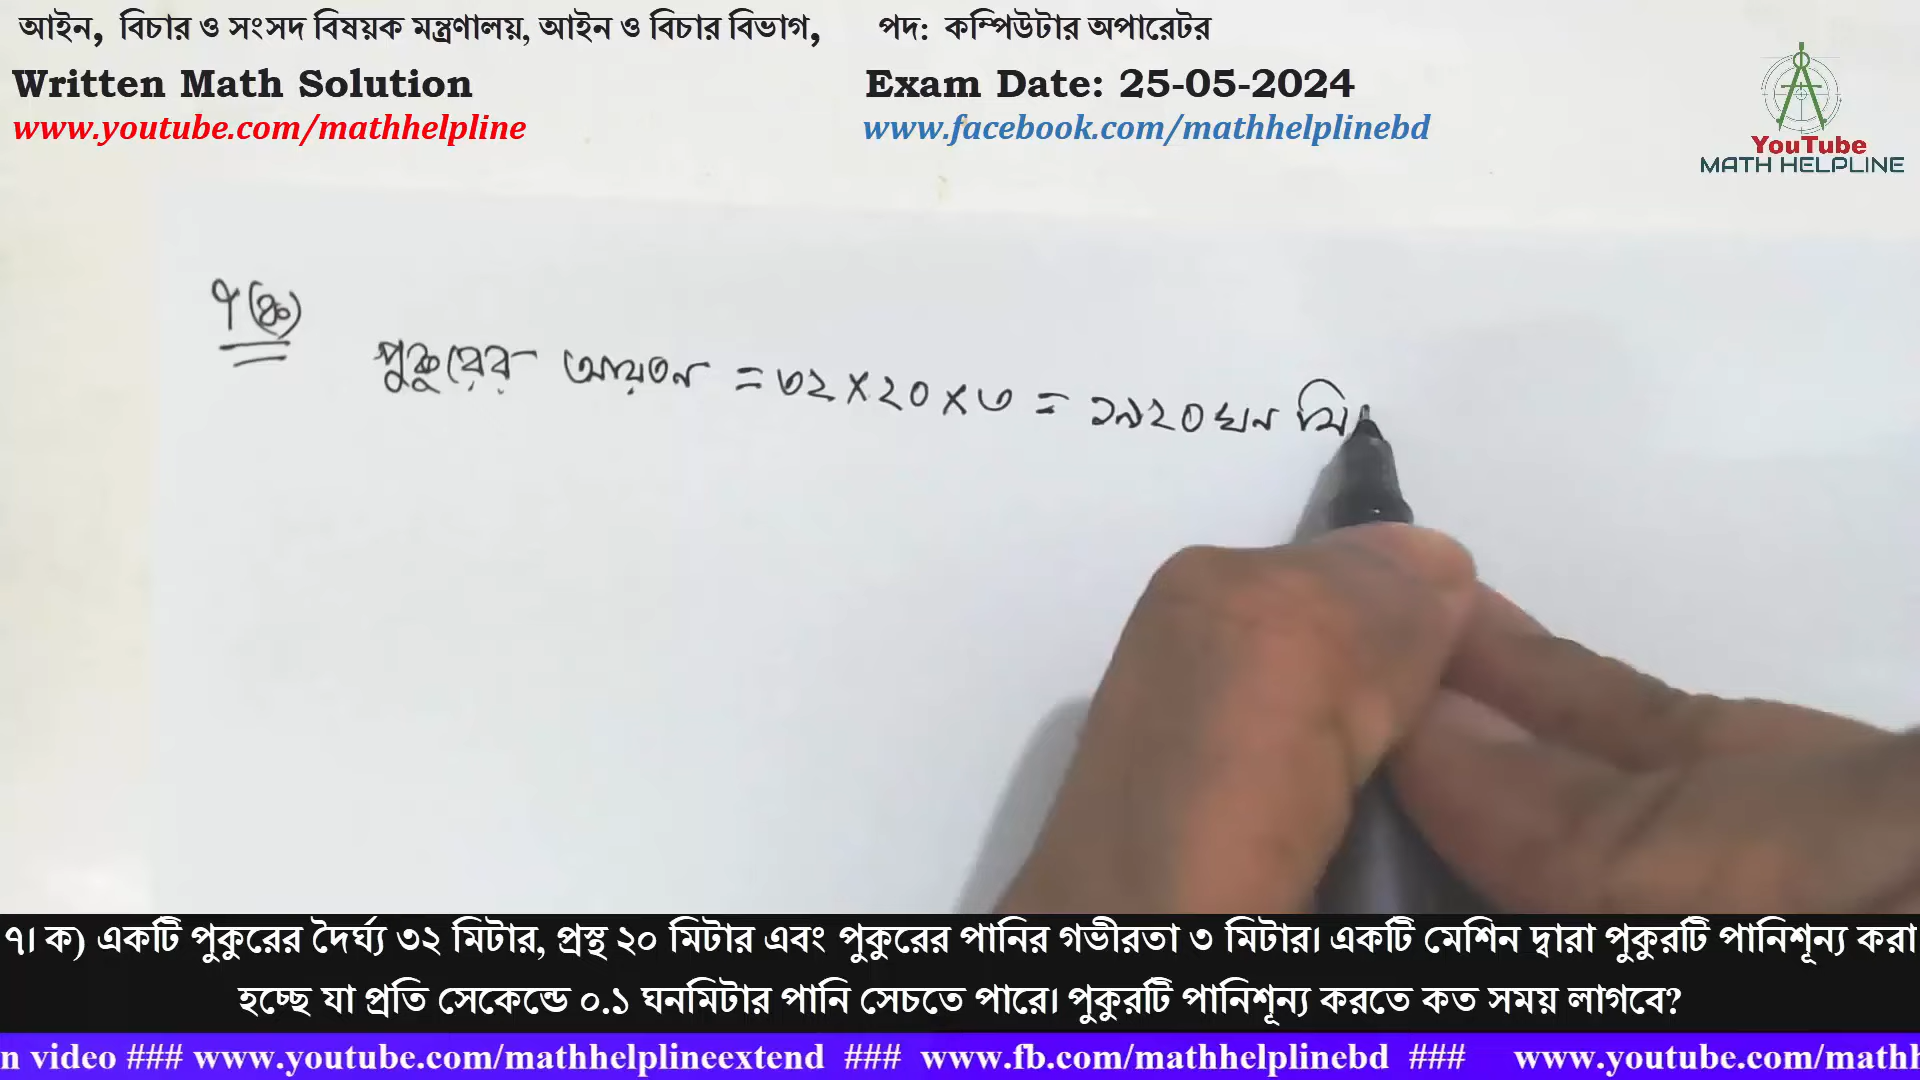 আইন, বিচার ও সংসদ বিষয়ক মন্ত্রণালয়, আইন ও বিচার বিভাগ, পদ: কম্পিউটার অপারেটর
Written Math Solution Exam Date: 25-05-2024
www.youtube.com/mathhelpline www.facebook.com/mathhelplinebd
YouTube
MATH HELPLINE
৭(ক)
পুকুরের আয়তন = ৩২ × ২০ × ৩ = ১৯২০ ঘন মি
৭। ক) একটি পুকুরের দৈর্ঘ্য ৩২ মিটার, প্রস্থ ২০ মিটার এবং পুকুরের পানির গভীরতা ৩ মিটার। একটি মেশিন দ্বারা পুকুরটি পানিশূন্য করা
হচ্ছে যা প্রতি সেকেন্ডে ০.১ ঘনমিটার পানি সেচতে পারে। পুকুরটি পানিশূন্য করতে কত সময় লাগবে?
n video ### www.youtube.com/mathhelplineextend ### www.fb.com/mathhelplinebd ### www.youtube.com/mathh